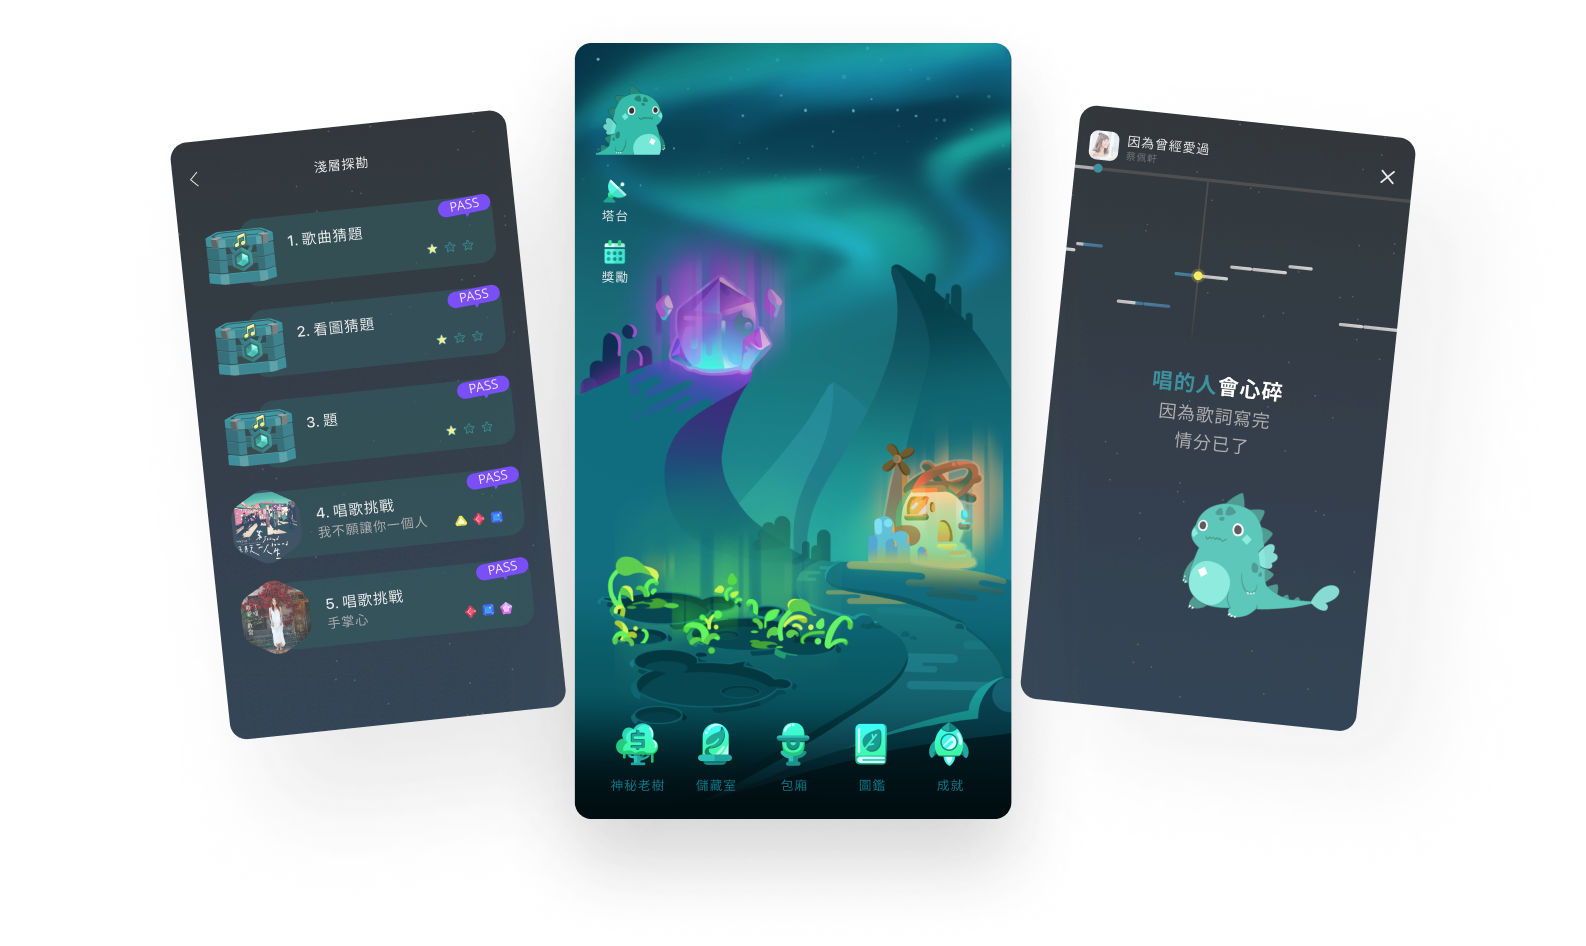 淺層探勘
PASS
1. 歌曲猜題
PASS
2. 看圖猜題
PASS
3. 題
PASS
4. 唱歌挑戰
我不願讓你一個人
PASS
5. 唱歌挑戰
手掌心
塔台
獎勵
神秘老樹
儲藏室
包廂
圖鑑
成就
因為曾經愛過
蔡佩軒
唱的人會心碎
因為歌詞寫完
情分已了